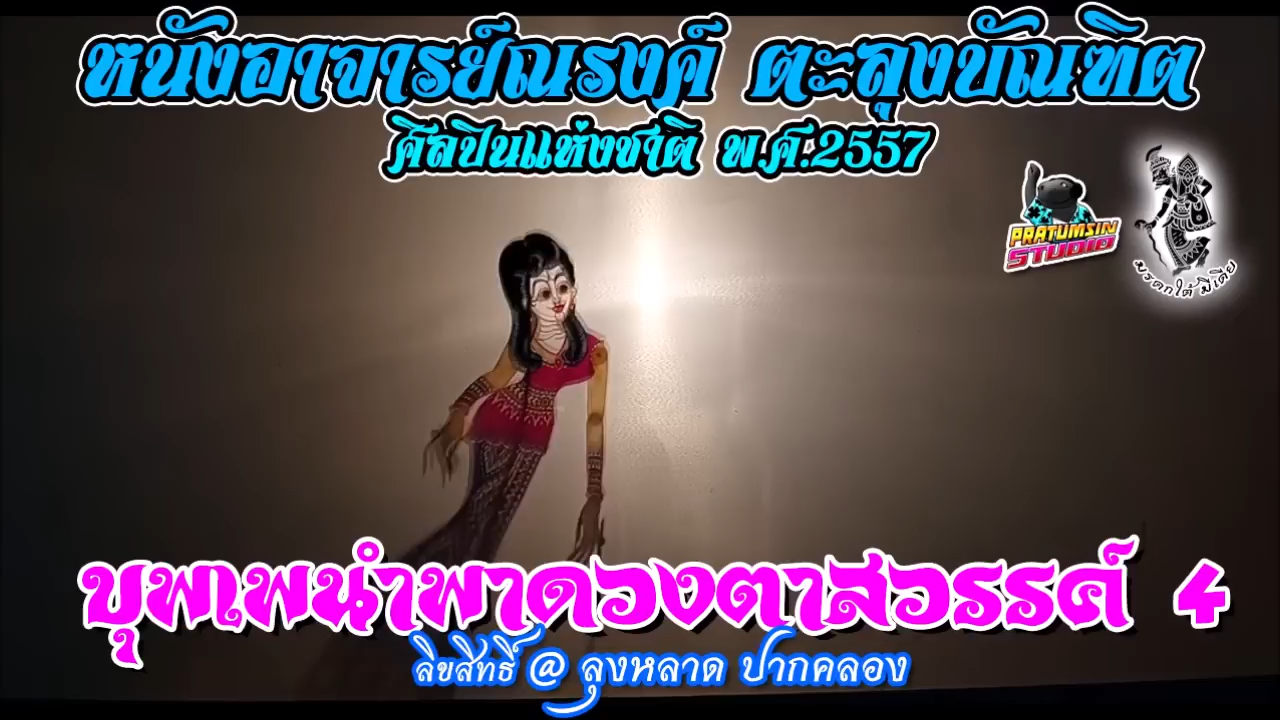 หนังอาจารย์ณรงค์ ตะลุงบัณฑิต
ศิลปินแห่งชาติ พ.ศ.2557
PRATUMSIN
STUDIO
มรดกใต้ มีเดีย
บุพเพนำพาดวงตาสวรรค์ 4
ลิขสิทธิ์ @ ลุงหลาด ปากคลอง